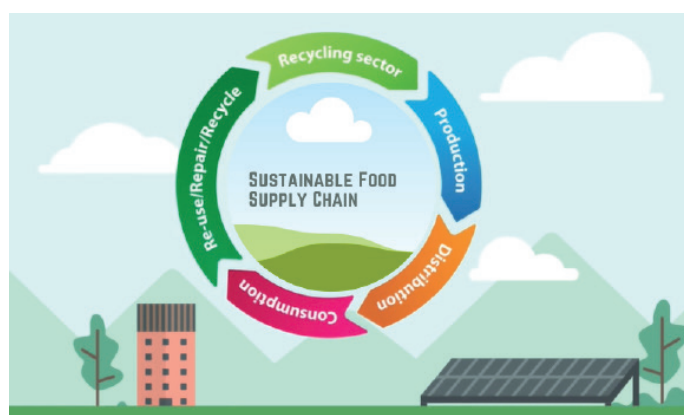 Recycling sector
Production
Distribution
Consumption
Re-use/Repair/Recycle
SUSTAINABLE FOOD
SUPPLY CHAIN